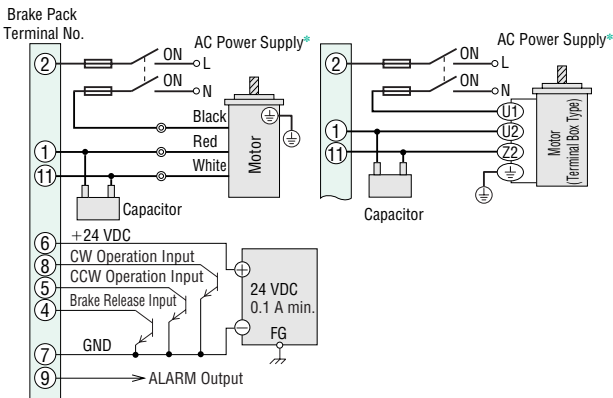 Brake Pack
Terminal No.
AC Power Supply*
2
ON
L
ON
N
Black
Red
White
1
11
Motor
Capacitor
AC Power Supply*
2
ON
L
ON
N
U1
1
U2
11
Z2
Motor
(Terminal Box Type)
Capacitor
6
+24 VDC
8
CW Operation Input
5
CCW Operation Input
4
Brake Release Input
24 VDC
0.1 A min.
FG
7
GND
9
ALARM Output